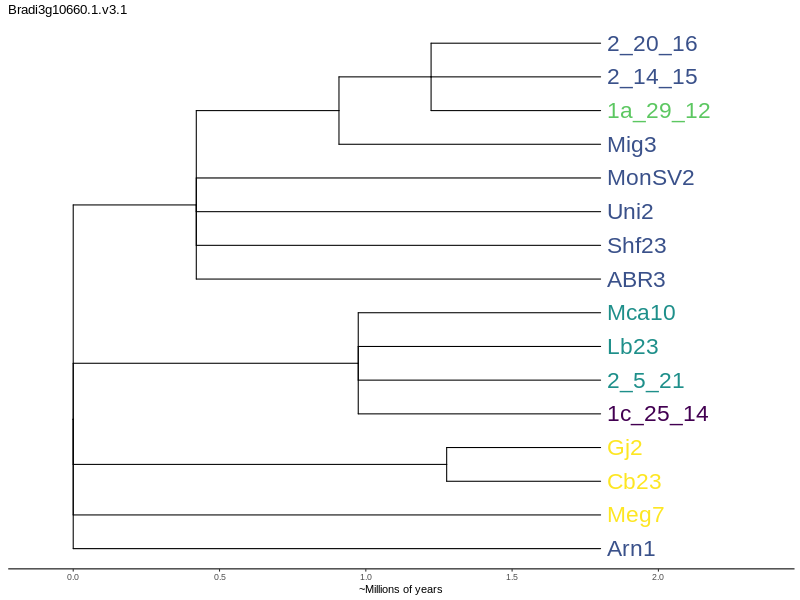 Bradi3g10660.1.v3.1
2_20_16
2_14_15
1a_29_12
Mig3
MonSV2
Uni2
Shf23
ABR3
Mca10
Lb23
2_5_21
1c_25_14
Gj2
Cb23
Meg7
Arn1
0.0 0.5 1.0 1.5 2.0
~Millions of years